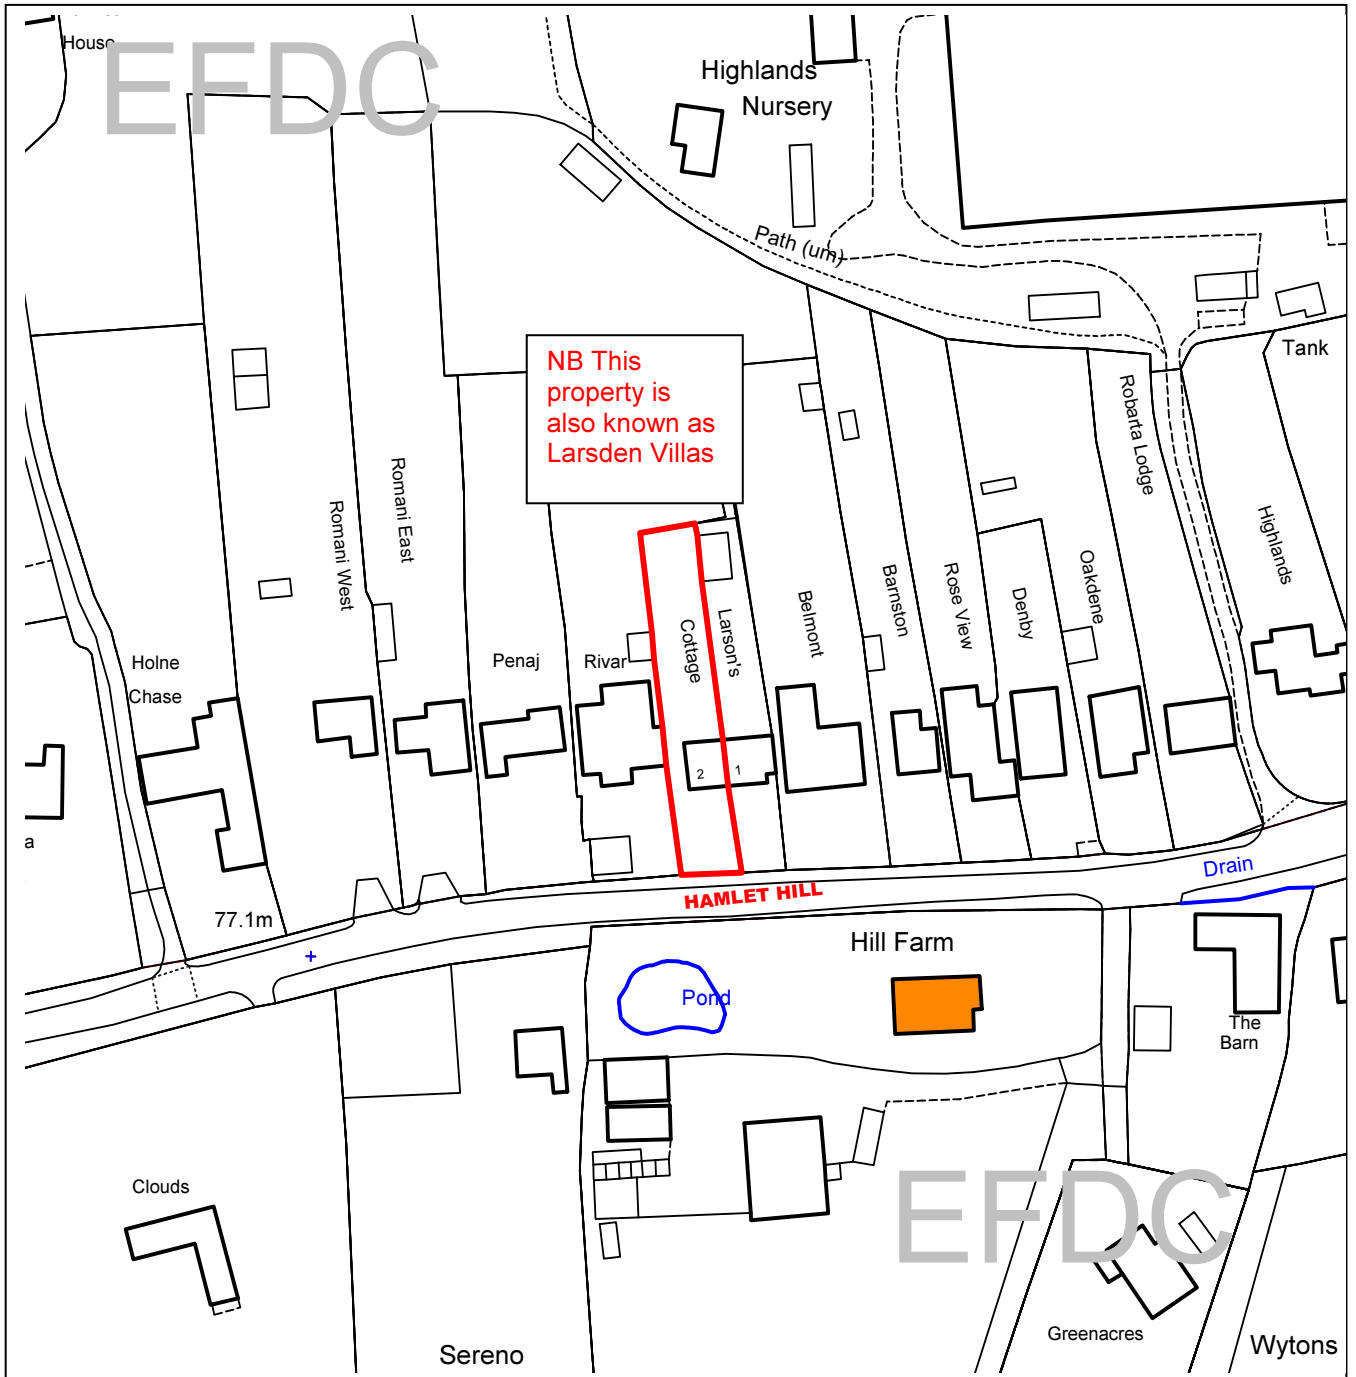 House
EFDC
Highlands
Nursery
Path (um)
Tank
NB This
property is
also known as
Larsden Villas
Robarta Lodge
Romani East
Romani West
Highlands
Oakdene
Denby
Rose View
Barnston
Belmont
Larson's
Cottage
Rivar
Penaj
Holne
Chase
2
1
a
Drain
HAMLET HILL
77.1m
Hill Farm
Pond
The
Barn
Clouds
EFDC
Greenacres
Wytons
Sereno